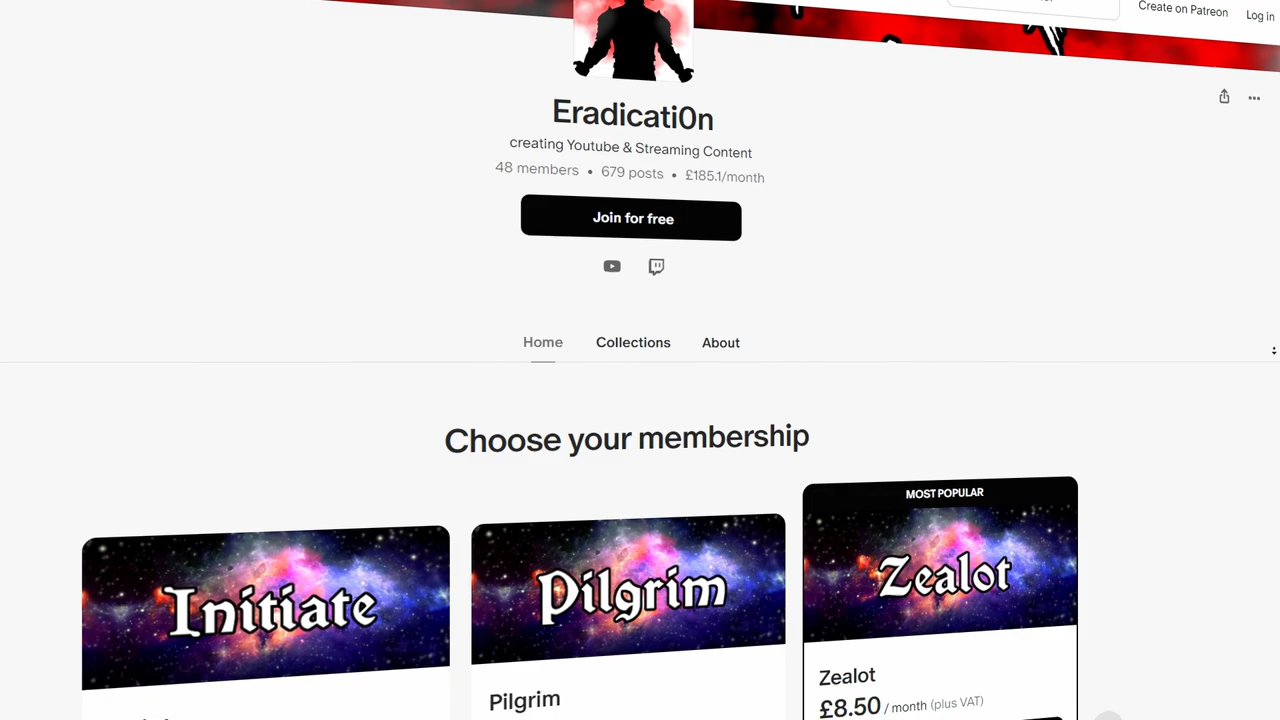 Create on Patreon
Log in
Eradicati0n
creating Youtube & Streaming Content
48 members • 679 posts • £185.1/month
Join for free
Home
Collections
About
Choose your membership
MOST POPULAR
Initiate
Pilgrim
Zealot
Pilgrim
Zealot
£8.50 / month (plus VAT)